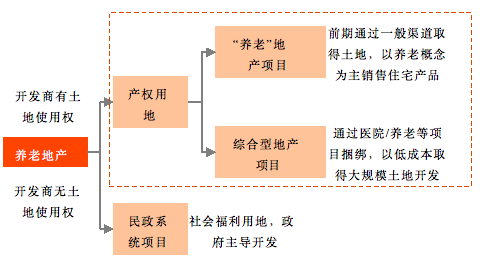 “养老”地
产项目
前期通过一般渠道取
得土地，以养老概念
为主销售住宅产品
开发商有土
地使用权
产权用
地
养老地产
综合型地产
项目
通过医院/养老等项
目捆绑，以低成本取
得大规模土地开发
开发商无土
地使用权
民政系
统项目
社会福利用地，政
府主导开发